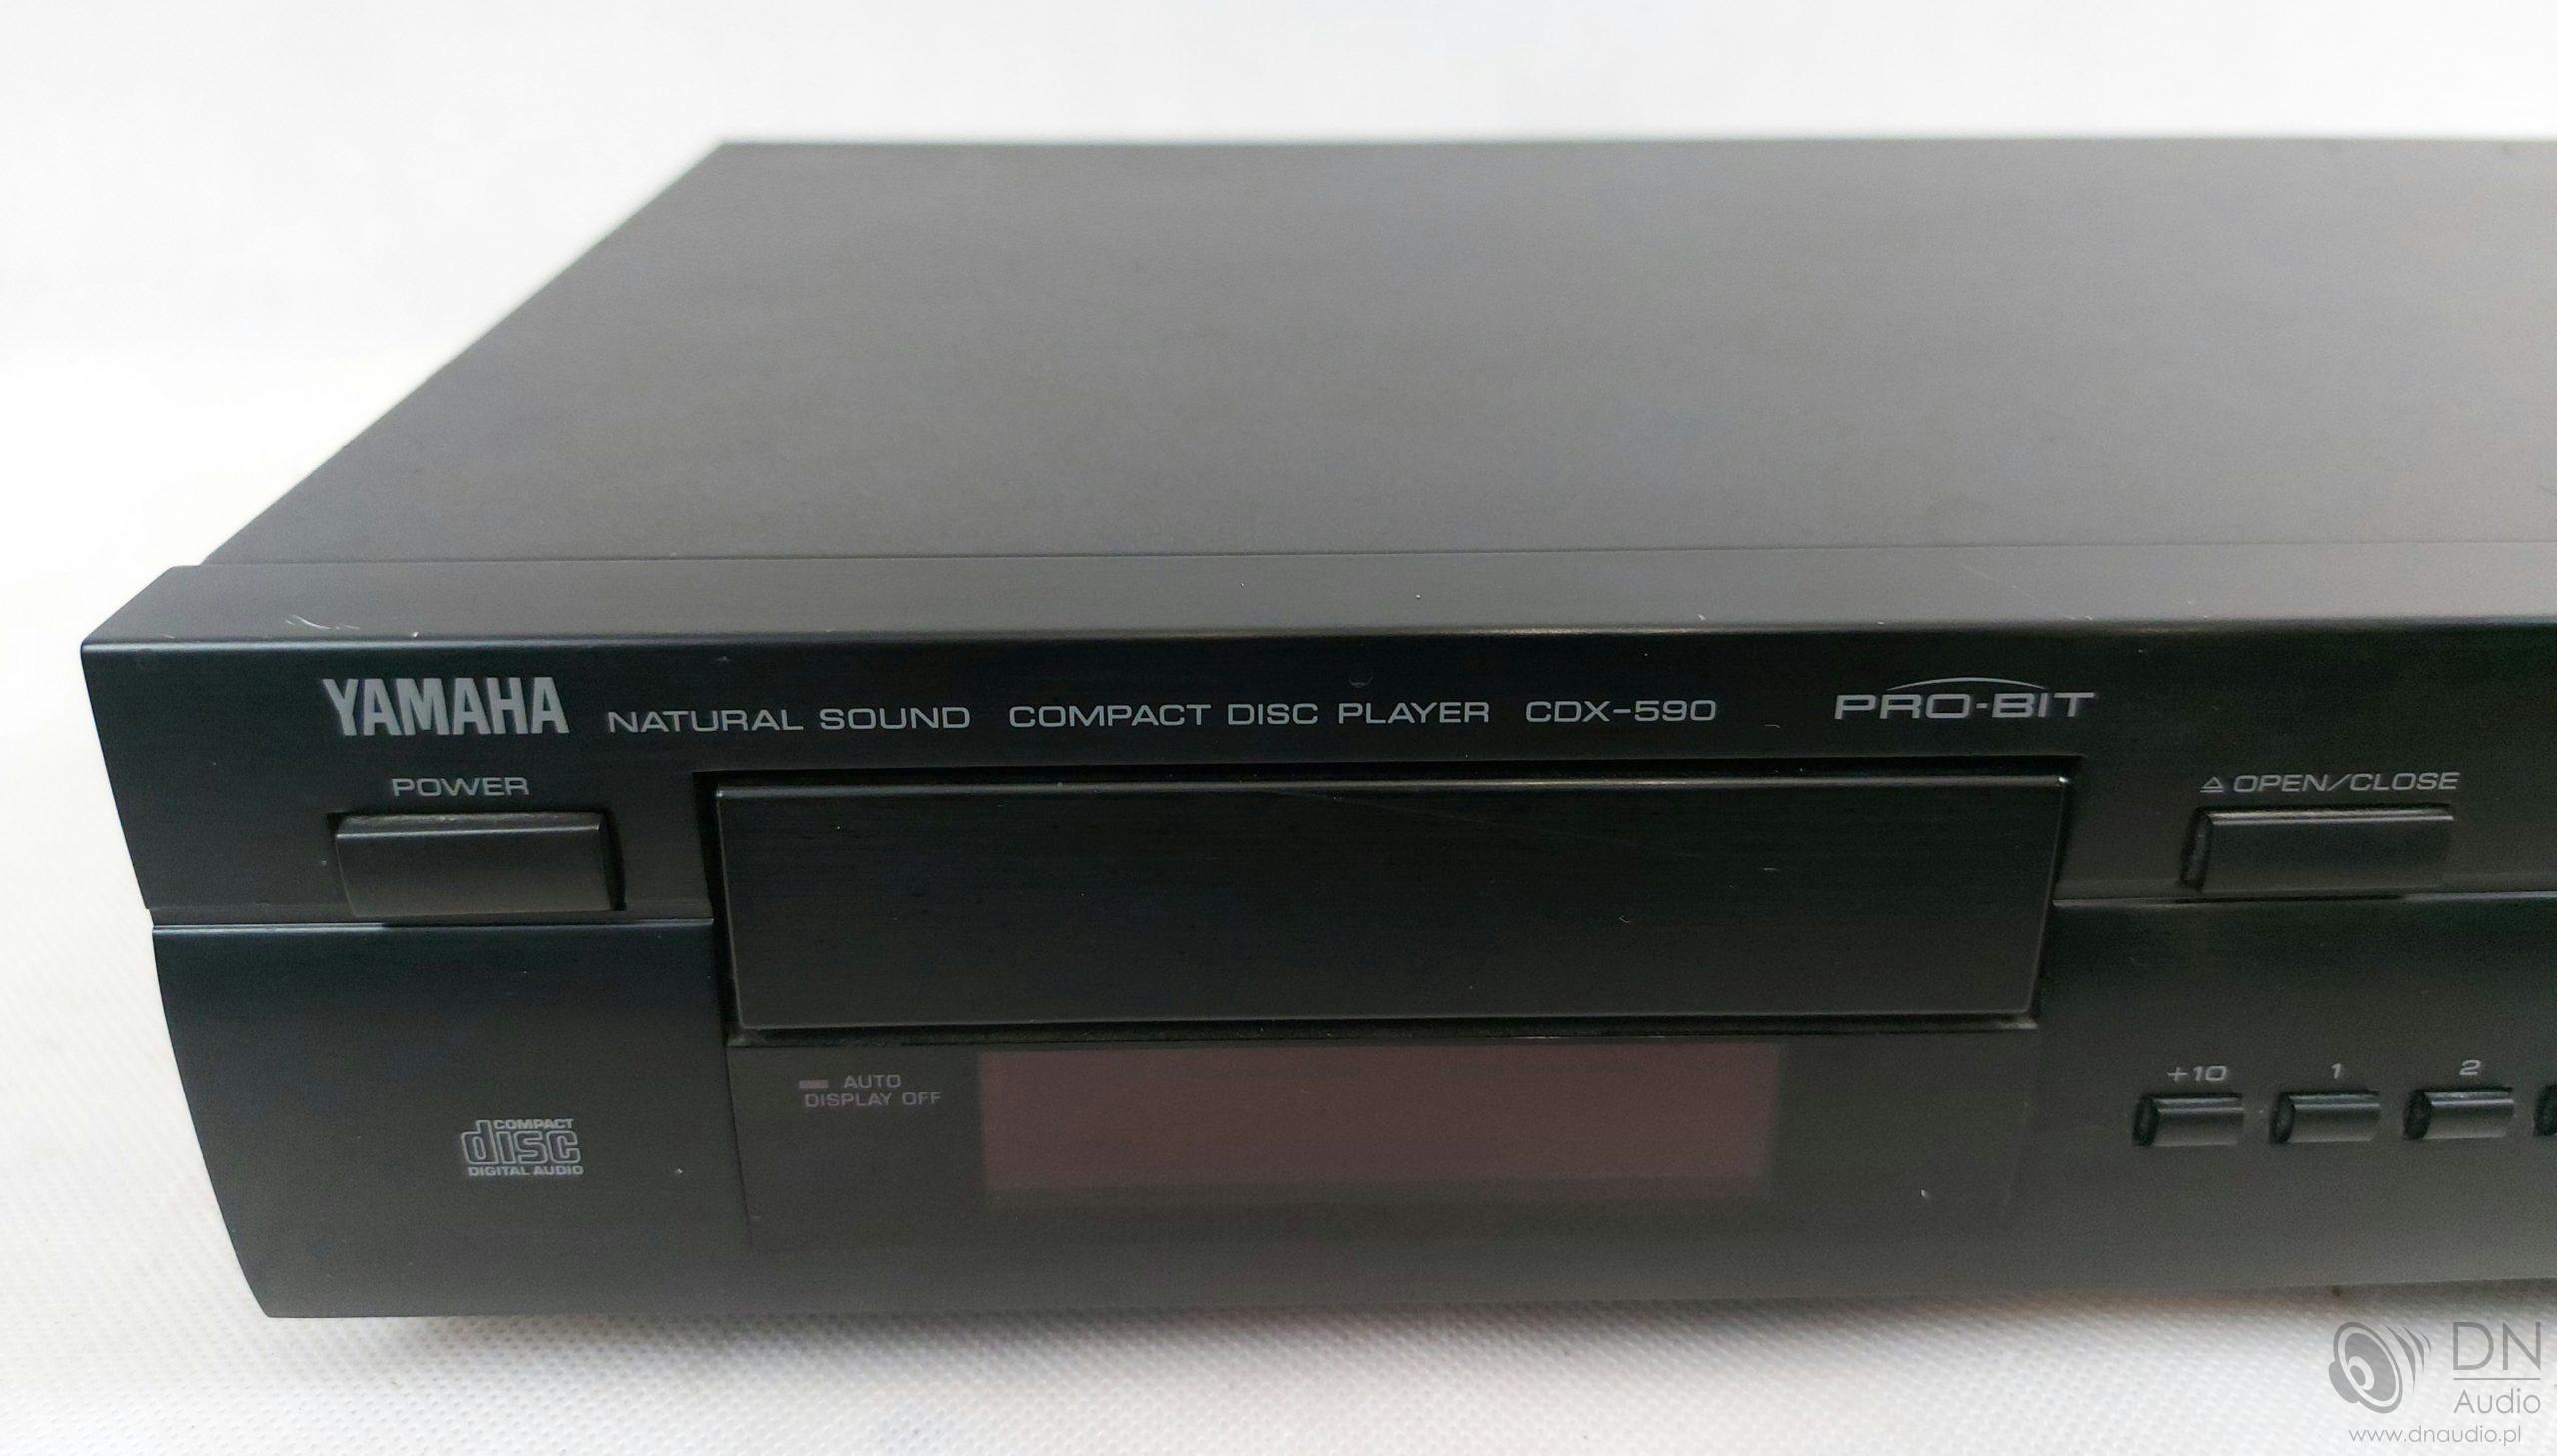 YAMAHA NATURAL SOUND COMPACT DISC PLAYER CDX-590 PRO-BIT
POWER
OPEN/CLOSE
+10 1 2
AUTO
DISPLAY OFF
COMPACT
disc
DIGITAL AUDIO
DN
Audio
www.dnaudio.pl